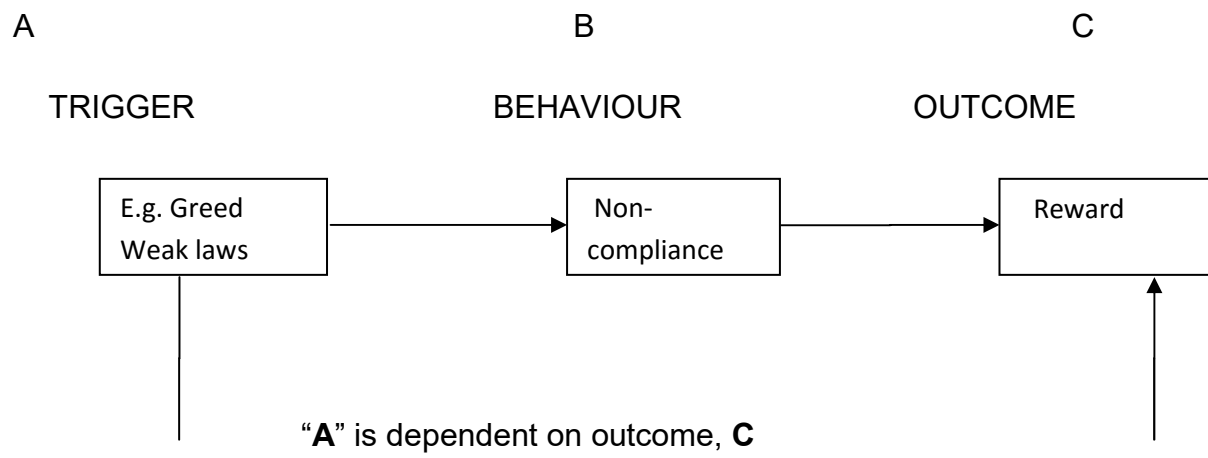 A B C
TRIGGER BEHAVIOUR OUTCOME
E.g. Greed
Weak laws
Non-
compliance
Reward
“A” is dependent on outcome, C